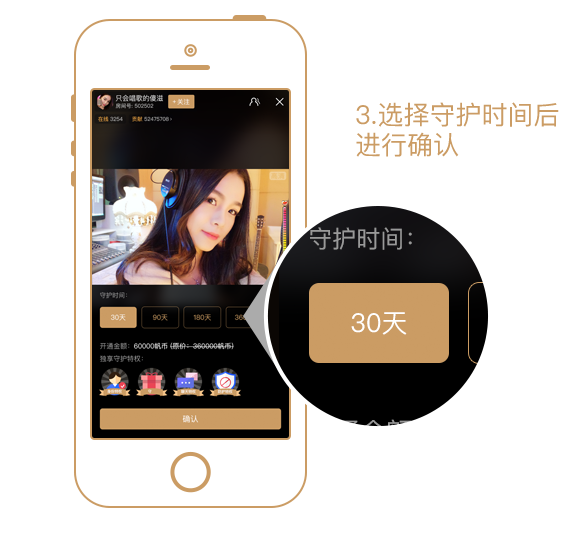 只会唱歌的傻滋
房间号: 502502
+关注
在线 3254
贡献 52475708›
3.选择守护时间后
进行确认
守护时间:
30天
90天
180天
36
开通金额: 60000帆币 (原价: 360000帆币)
独享守护特权:
确认
守护时间:
30天